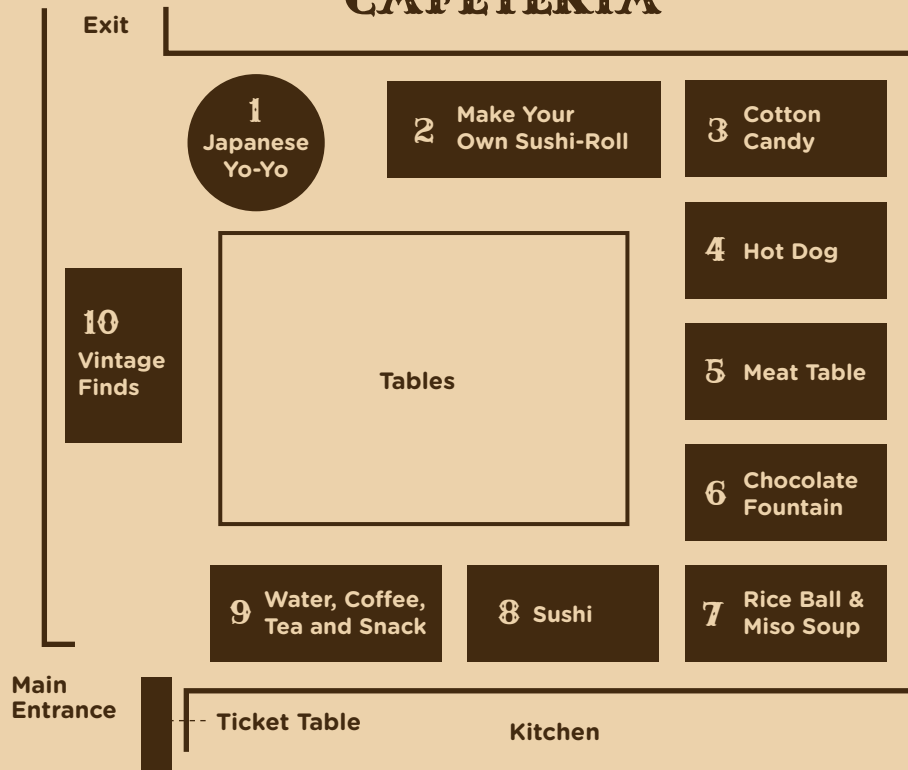 CAFETERIA
Exit
1
Japanese
Yo-Yo
2
Make Your
Own Sushi-Roll
3
Cotton
Candy
4
Hot Dog
10
Vintage
Finds
Tables
5
Meat Table
6
Chocolate
Fountain
9
Water, Coffee,
Tea and Snack
8
Sushi
7
Rice Ball &
Miso Soup
Main
Entrance
Ticket Table
Kitchen